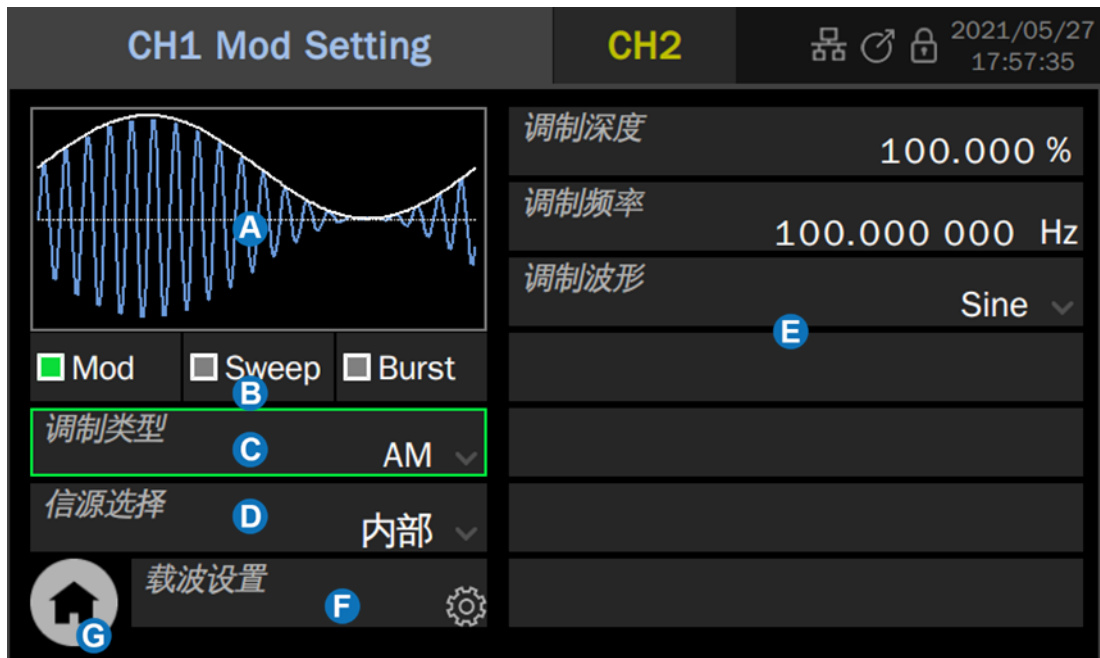 CH1 Mod Setting
CH2
2021/05/27
17:57:35
A
Mod
Sweep
Burst
B
调制类型
C
AM
信源选择
D
内部
载波设置
F
G
调制深度
100.000 %
调制频率
100.000 000 Hz
调制波形
Sine
E